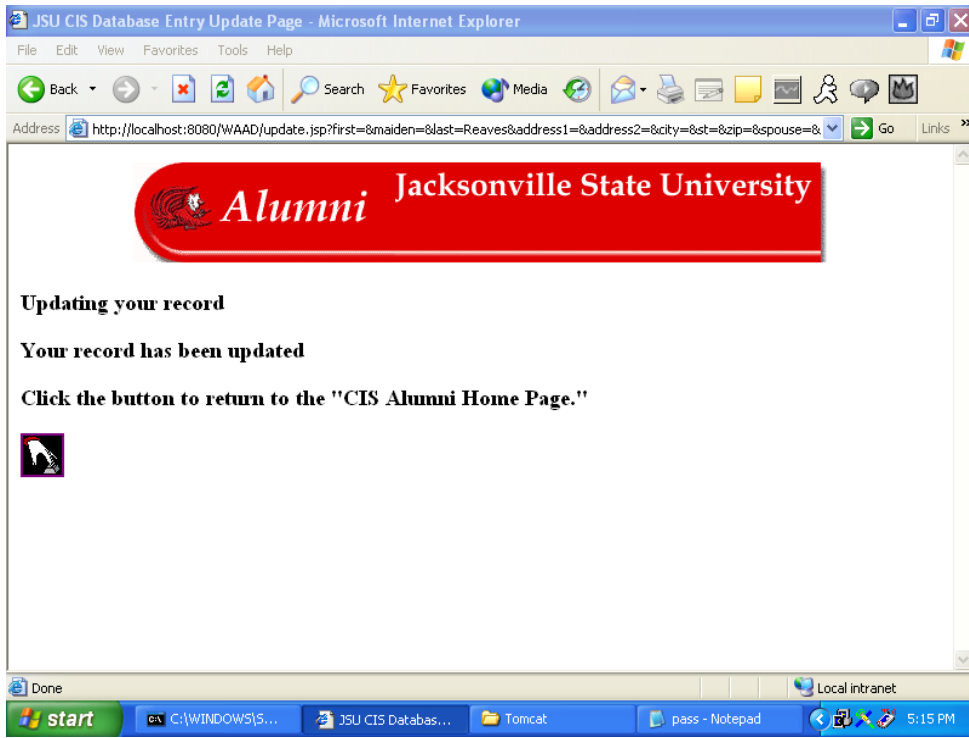 JSU CIS Database Entry Update Page - Microsoft Internet Explorer
File Edit View Favorites Tools Help
Back Search Favorites Media
Address http://localhost:8080/WAAD/update.jsp?first=&maiden=&last=Reaves&address1=&address2=&city=&st=&zip=&spouse=& Go Links »
Alumni Jacksonville State University
Updating your record
Your record has been updated
Click the button to return to the "CIS Alumni Home Page."
Done Local intranet
start C:\WINDOWS\S... JSU CIS Databas... Tomcat pass - Notepad 5:15 PM